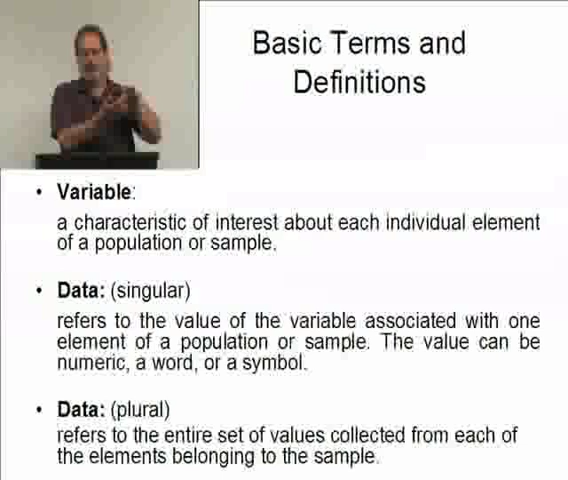 Basic Terms and
Definitions
• Variable:
a characteristic of interest about each individual element
of a population or sample.
• Data: (singular)
refers to the value of the variable associated with one
element of a population or sample. The value can be
numeric, a word, or a symbol.
• Data: (plural)
refers to the entire set of values collected from each of
the elements belonging to the sample.